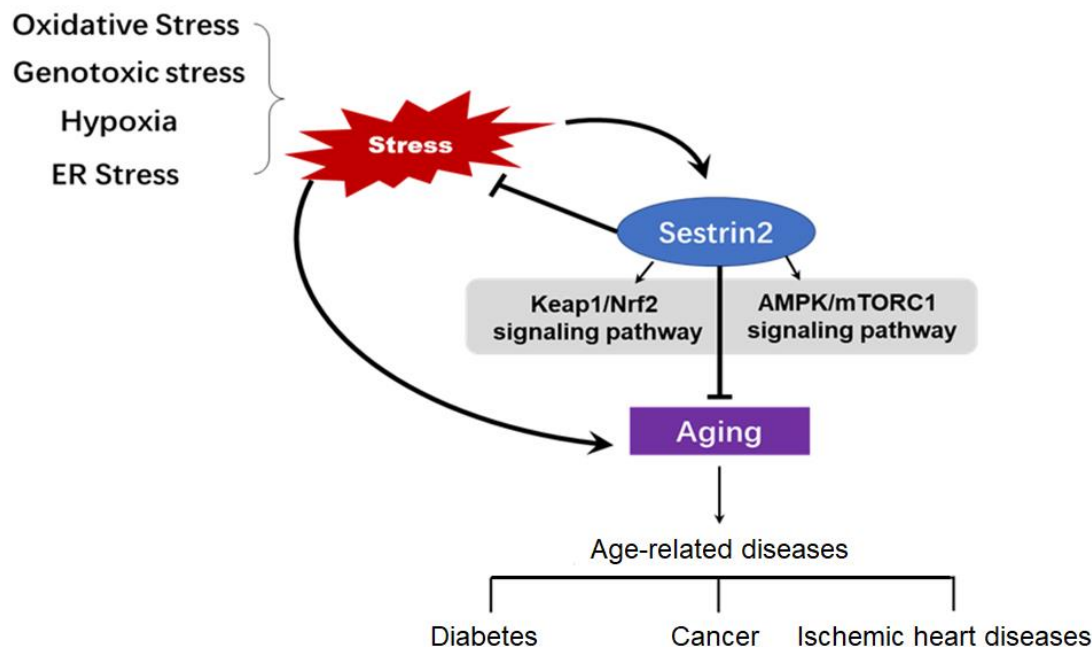 Oxidative Stress
Genotoxic stress
Hypoxia
ER Stress
Stress
Sestrin2
Keap1/Nrf2
signaling pathway
AMPK/mTORC1
signaling pathway
Aging
Age-related diseases
Diabetes
Cancer
Ischemic heart diseases